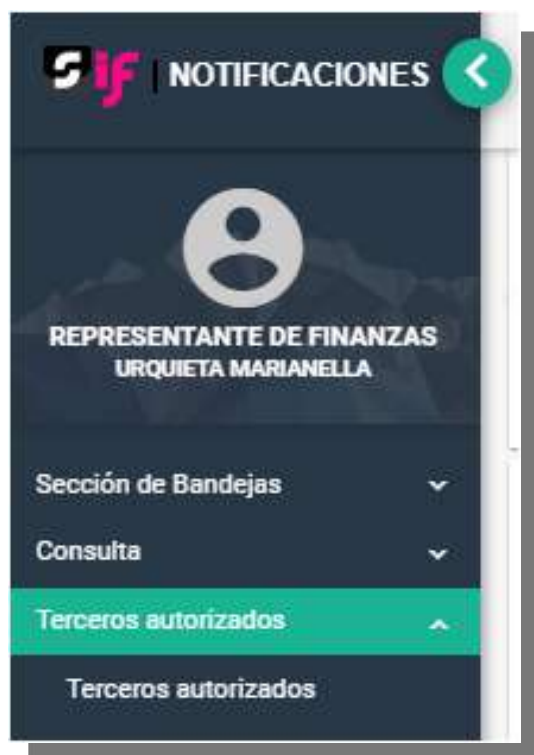 Sif | NOTIFICACIONES
REPRESENTANTE DE FINANZAS
URQUIETA MARIANELLA
Sección de Bandejas
Consulta
Terceros autorizados
Terceros autorizados